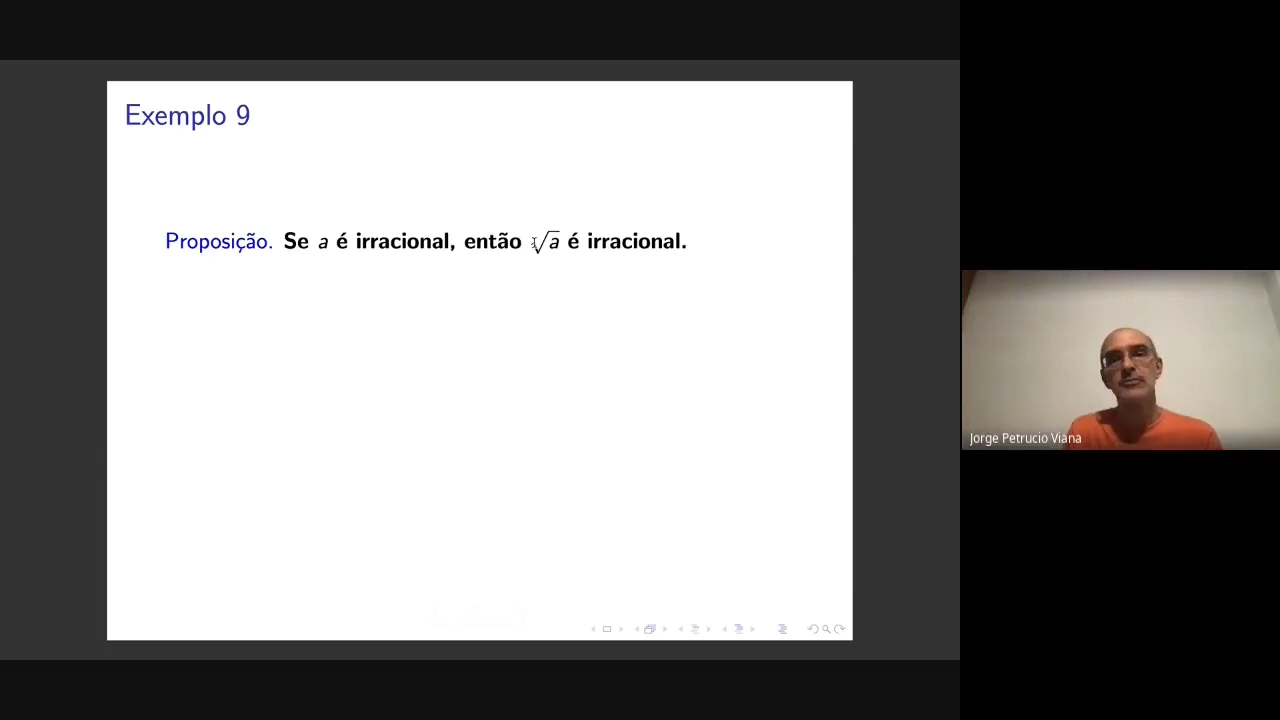 Exemplo 9
Proposição. Se a é irracional, então √a é irracional.
Jorge Petrucio Viana